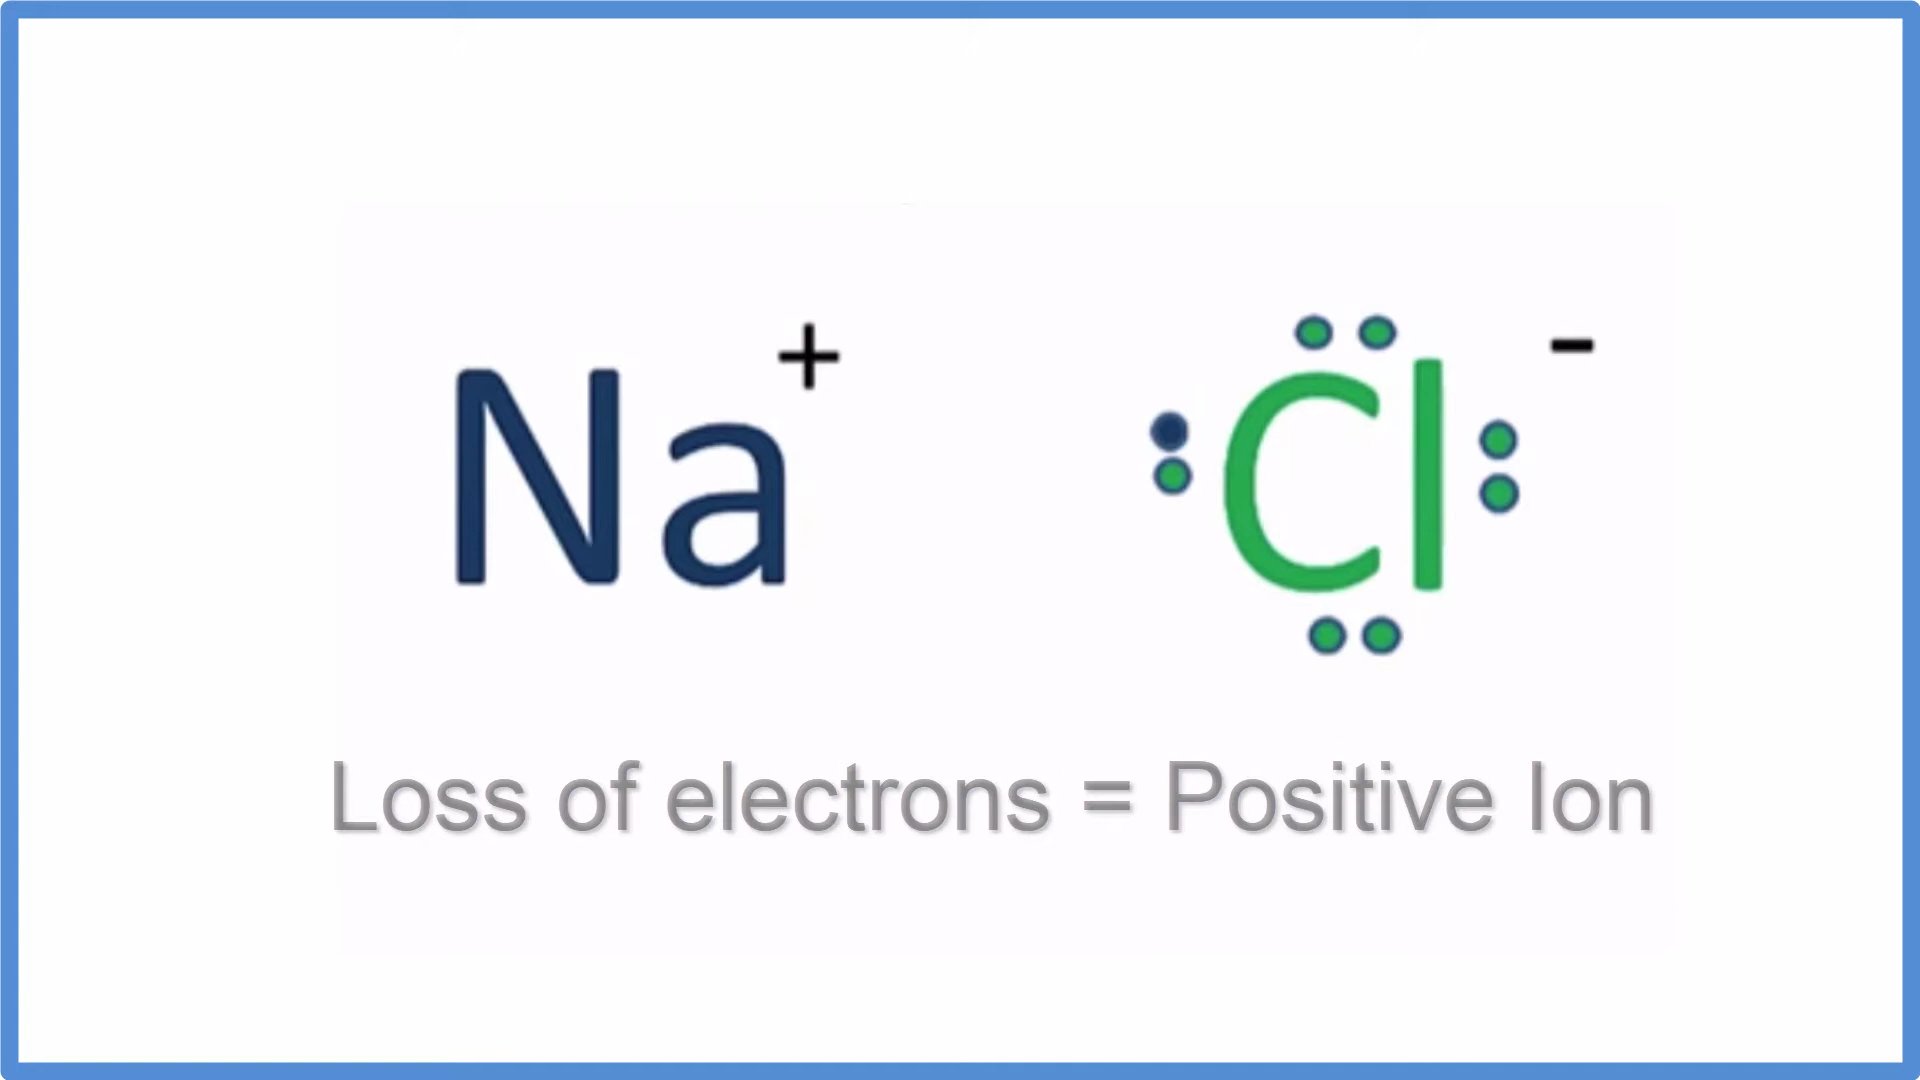 Na+ Cl-
Loss of electrons = Positive Ion